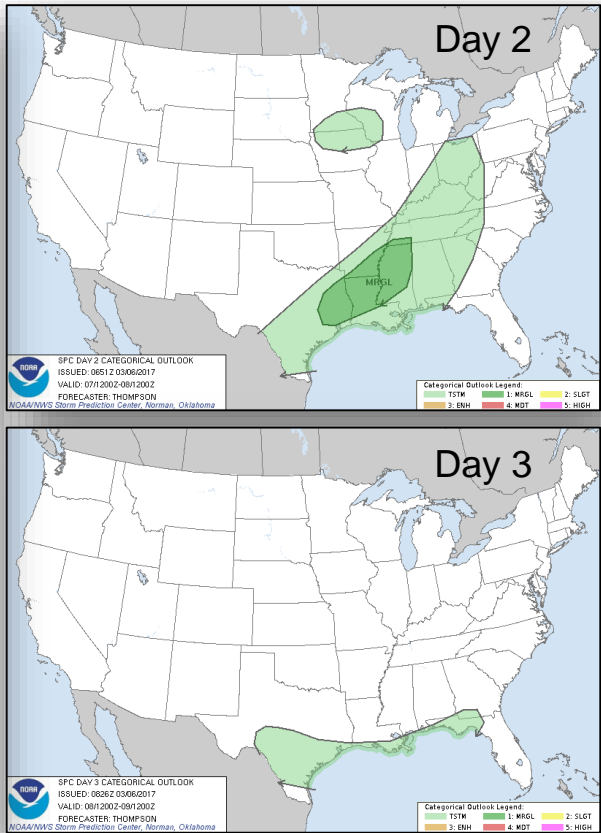 Day 2
MRGL
NOAA
SPC DAY 2 CATEGORICAL OUTLOOK
ISSUED: 0651Z 03/06/2017
VALID: 07/1200Z-08/1200Z
FORECASTER: THOMPSON
NOAA/NWS Storm Prediction Center, Norman, Oklahoma
Categorical Outlook Legend:
TSTM 1: MRGL 2: SLGT
3: ENH 4: MDT 5: HIGH
Day 3
NOAA
SPC DAY 3 CATEGORICAL OUTLOOK
ISSUED: 0826Z 03/06/2017
VALID: 08/1200Z-09/1200Z
FORECASTER: THOMPSON
NOAA/NWS Storm Prediction Center, Norman, Oklahoma
Categorical Outlook Legend:
TSTM 1: MRGL 2: SLGT
3: ENH 4: MDT 5: HIGH